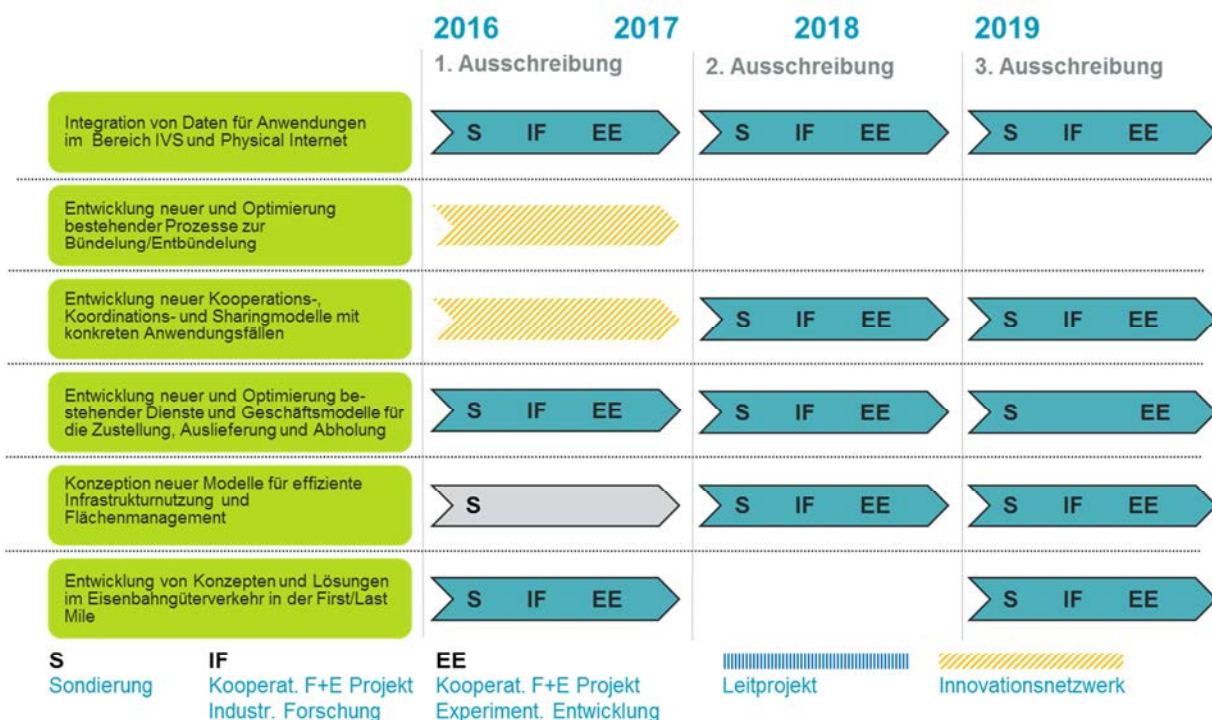 2016 2017 2018 2019
1. Ausschreibung 2. Ausschreibung 3. Ausschreibung
Integration von Daten für Anwendungen
im Bereich IVS und Physical Internet
S IF EE S IF EE S IF EE
Entwicklung neuer und Optimierung
bestehender Prozesse zur
Bündelung/Entbündelung
Entwicklung neuer Kooperations-,
Koordinations- und Sharingmodelle mit
konkreten Anwendungsfällen
S IF EE S IF EE
Entwicklung neuer und Optimierung be-
stehender Dienste und Geschäftsmodelle für
die Zustellung, Auslieferung und Abholung
S IF EE S IF EE S EE
Konzeption neuer Modelle für effiziente
Infrastrukturnutzung und
Flächenmanagement
S S IF EE S IF EE
Entwicklung von Konzepten und Lösungen
im Eisenbahngüterverkehr in der First/Last
Mile
S IF EE S IF EE
S
Sondierung
IF
Kooperat. F+E Projekt
Industr. Forschung
EE
Kooperat. F+E Projekt
Experiment. Entwicklung
Leitprojekt
Innovationsnetzwerk